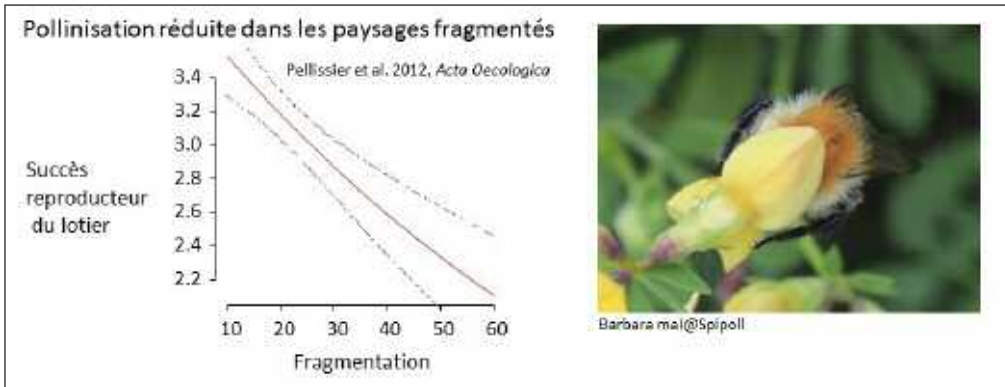 Pollinisation réduite dans les paysages fragmentés
Pellissier et al. 2012, Acta Oecologica
3.4
3.2
3.0
2.8
2.6
2.4
2.2
Succès
reproducteur
du lotier
10 20 30 40 50 60
Fragmentation
Barbara mai@Spipoll